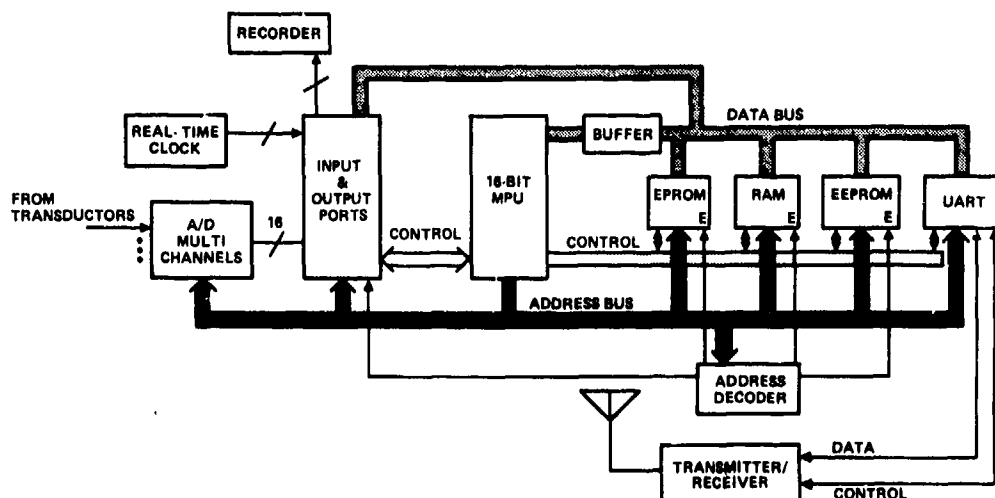 RECORDER
REAL-TIME
CLOCK
INPUT
&
OUTPUT
PORTS
16-BIT
MPU
BUFFER
DATA BUS
EPROM
E
RAM
E
EEPROM
E
UART
FROM
TRANSDUCTORS
A/D
MULTI
CHANNELS
16
CONTROL
CONTROL
ADDRESS BUS
ADDRESS
DECODER
TRANSMITTER/
RECEIVER
DATA
CONTROL